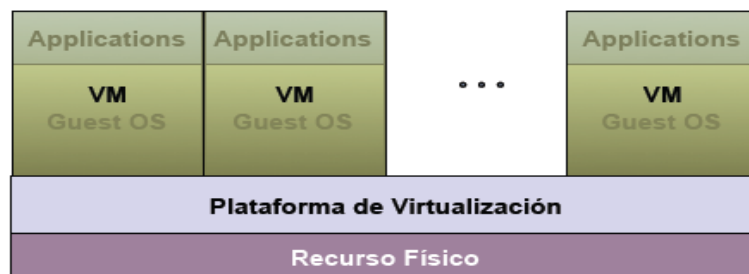 Applications Applications Applications
VM VM ... VM
Guest OS Guest OS Guest OS
Plataforma de Virtualización
Recurso Físico